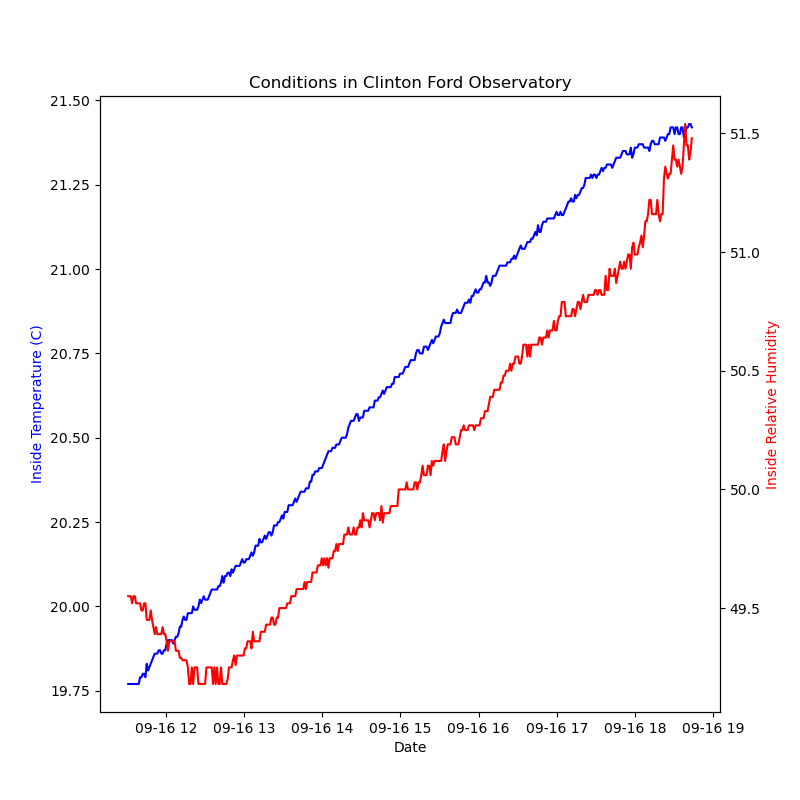 Conditions in Clinton Ford Observatory
21.50
21.25
21.00
20.75
20.50
20.25
20.00
19.75
Inside Temperature (C)
51.5
51.0
50.5
50.0
49.5
Inside Relative Humidity
09-16 12 09-16 13 09-16 14 09-16 15 09-16 16 09-16 17 09-16 18 09-16 19
Date